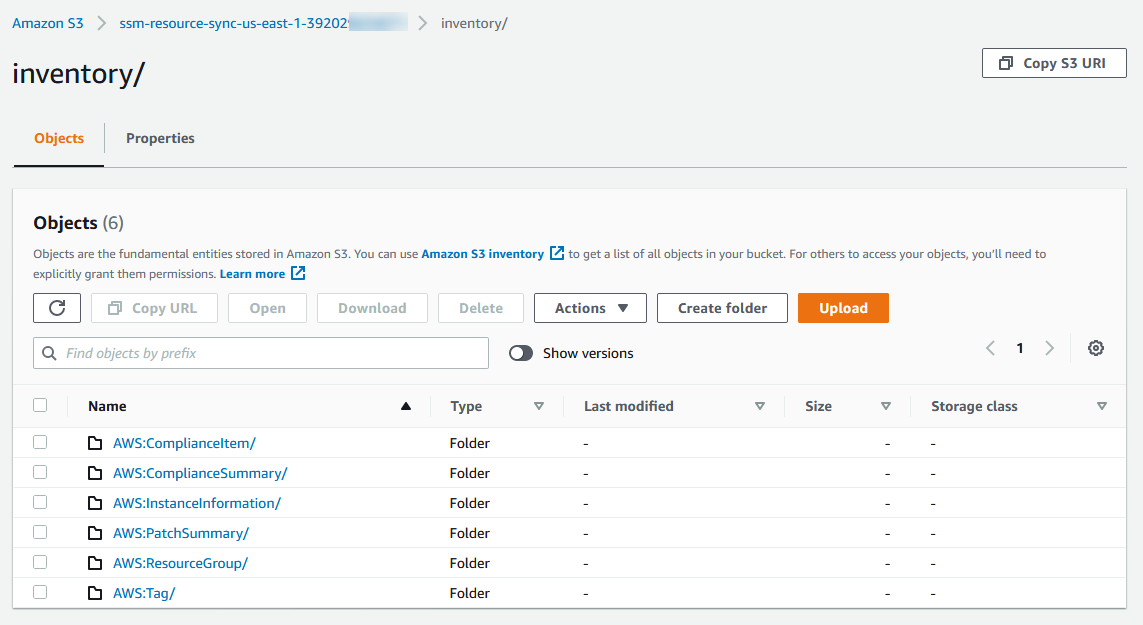 Amazon S3 > ssm-resource-sync-us-east-1-39202 > inventory/
inventory/
Copy S3 URI
Objects Properties
Objects (6)
Objects are the fundamental entities stored in Amazon S3. You can use Amazon S3 inventory to get a list of all objects in your bucket. For others to access your objects, you'll need to
explicitly grant them permissions. Learn more
Copy URL Open Download Delete Actions Create folder Upload
Find objects by prefix Show versions 1
Name Type Last modified Size Storage class
AWS:ComplianceItem/ Folder - - -
AWS:ComplianceSummary/ Folder - - -
AWS:InstanceInformation/ Folder - - -
AWS:PatchSummary/ Folder - - -
AWS:ResourceGroup/ Folder - - -
AWS:Tag/ Folder - - -